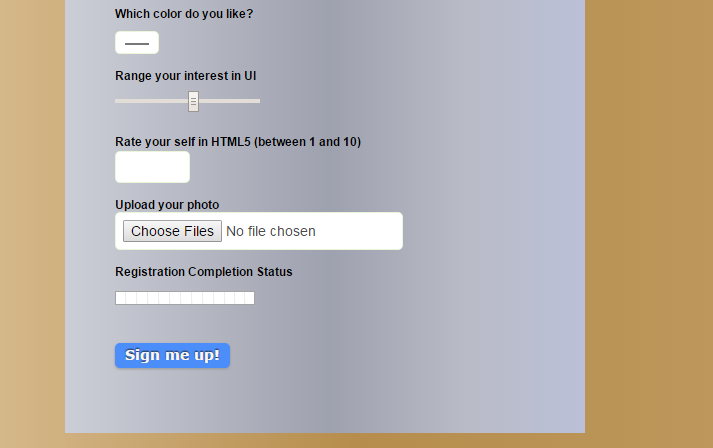 Which color do you like?
Range your interest in UI
Rate your self in HTML5 (between 1 and 10)
Upload your photo
Choose Files No file chosen
Registration Completion Status
Sign me up!